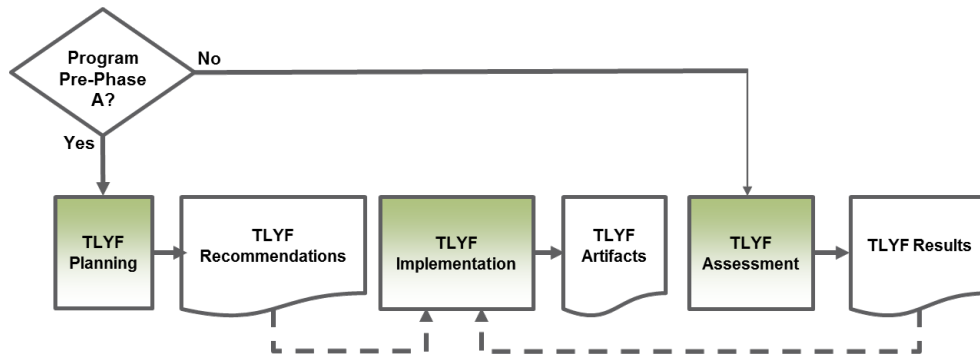 Program
Pre-Phase
A?
No
Yes
TLYF
Planning
TLYF
Recommendations
TLYF
Implementation
TLYF
Artifacts
TLYF
Assessment
TLYF Results